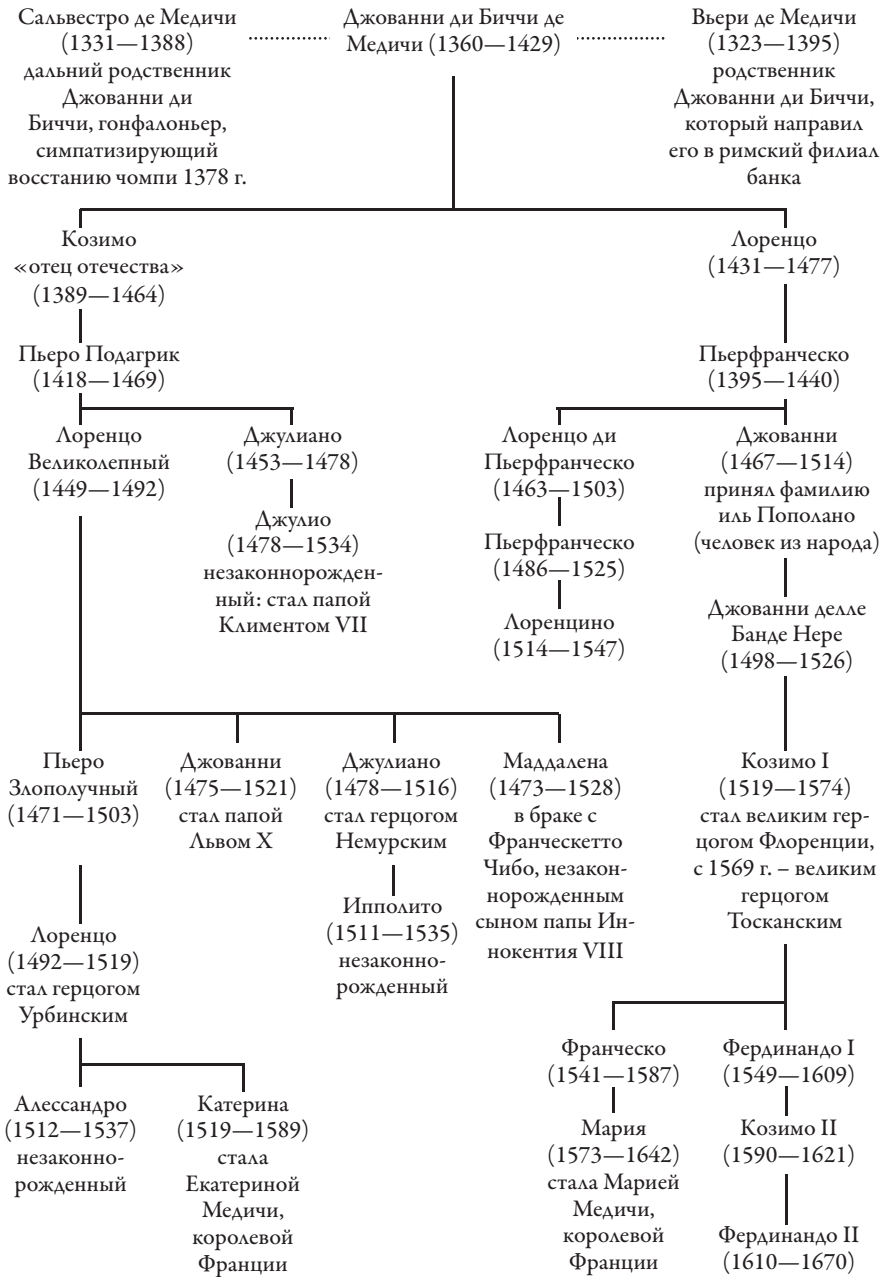 Сальвестро де Медичи
(1331—1388)
дальний родственник
Джованни ди
Биччи, гонфалоньер,
симпатизирующий
восстанию чомпи 1378 г.
Джованни ди Биччи де
Медичи (1360—1429)
Вьери де Медичи
(1323—1395)
родственник
Джованни ди Биччи,
который направил
его в римский филиал
банка
Козимо
«отец отечества»
(1389—1464)
Лоренцо
(1431—1477)
Пьеро Подагрик
(1418—1469)
Пьерфранческо
(1395—1440)
Лоренцо
Великолепный
(1449—1492)
Джулиано
(1453—1478)
Джулио
(1478—1534)
незаконнорожден-
ный: стал папой
Климентом VII
Лоренцо ди
Пьерфранческо
(1463—1503)
Пьерфранческо
(1486—1525)
Лоренцино
(1514—1547)
Джованни
(1467—1514)
принял фамилию
иль Пополано
(человек из народа)
Джованни делле
Банде Нере
(1498—1526)
Пьеро
Злополучный
(1471—1503)
Джованни
(1475—1521)
стал папой
Львом X
Джулиано
(1478—1516)
стал герцогом
Немурским
Маддалена
(1473—1528)
в браке с
Франческетто
Чибо, незакон-
норожденным
сыном папы Ин-
нокентия VIII
Козимо I
(1519—1574)
стал великим гер-
цогом Флоренции,
с 1569 г. – великим
герцогом
Тосканским
Ипполито
(1511—1535)
незаконно-
рожденный
Лоренцо
(1492—1519)
стал герцогом
Урбинским
Алессандро
(1512—1537)
незаконно-
рожденный
Катерина
(1519—1589)
стала
Екатериной
Медичи,
королевой
Франции
Франческо
(1541—1587)
Мария
(1573—1642)
стала Марией
Медичи,
королевой
Франции
Фердинандо I
(1549—1609)
Козимо II
(1590—1621)
Фердинандо II
(1610—1670)